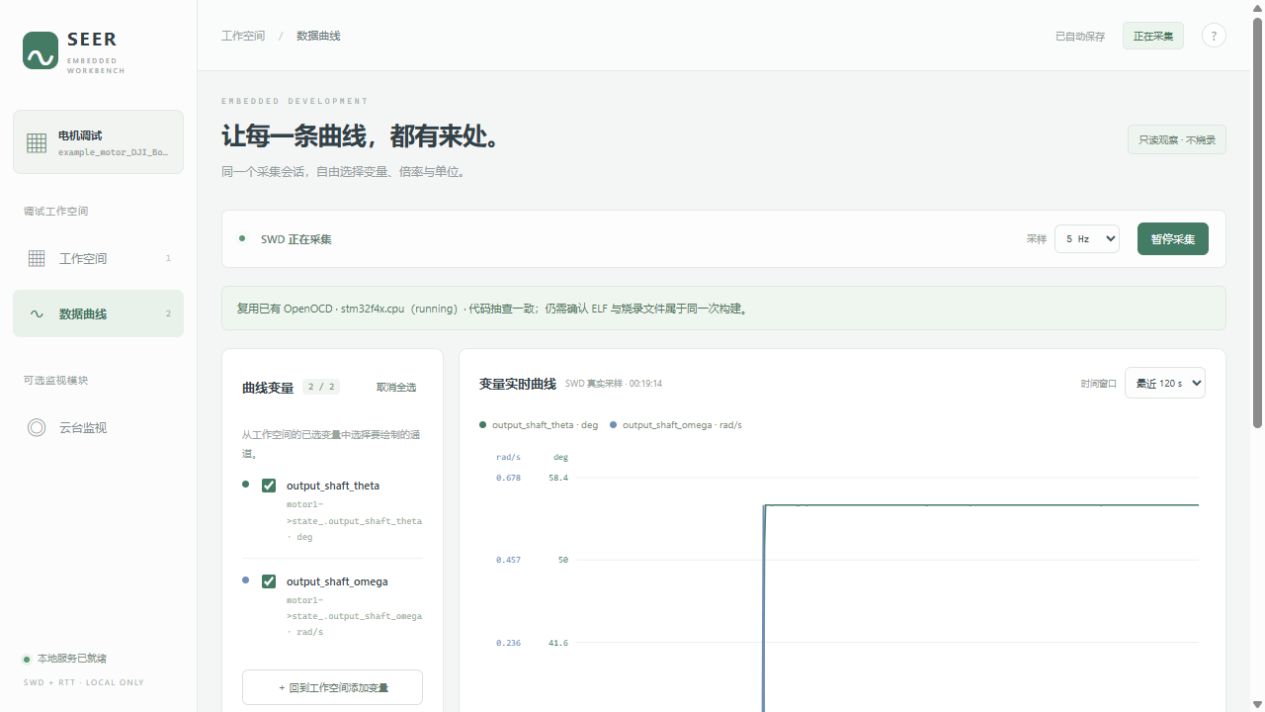 SEER
EMBEDDED
WORKBENCH
电机调试
example_motor_DJI_Bo…
调试工作空间
工作空间 1
数据曲线 2
可选监视模块
云台监视
本地服务已就绪
SWD + RTT · LOCAL ONLY
工作空间 / 数据曲线
已自动保存 正在采集 ?
EMBEDDED DEVELOPMENT
让每一条曲线，都有来处。
同一个采集会话，自由选择变量、倍率与单位。
只读观察 · 不烧录
SWD 正在采集
采样 5 Hz 暂停采集
复用已有 OpenOCD · stm32f4x.cpu（running）· 代码抽查一致；仍需确认 ELF 与烧录文件属于同一次构建。
曲线变量 2 / 2 取消全选
从工作空间的已选变量中选择要绘制的通
道。
output_shaft_theta
motor1-
>state_.output_shaft_theta
· deg
output_shaft_omega
motor1-
>state_.output_shaft_omega
· rad/s
+ 回到工作空间添加变量
变量实时曲线 SWD 真实采样 · 00:19:14
时间窗口 最近 120 s
output_shaft_theta · deg output_shaft_omega · rad/s
rad/s deg
0.678 58.4
0.457 50
0.236 41.6